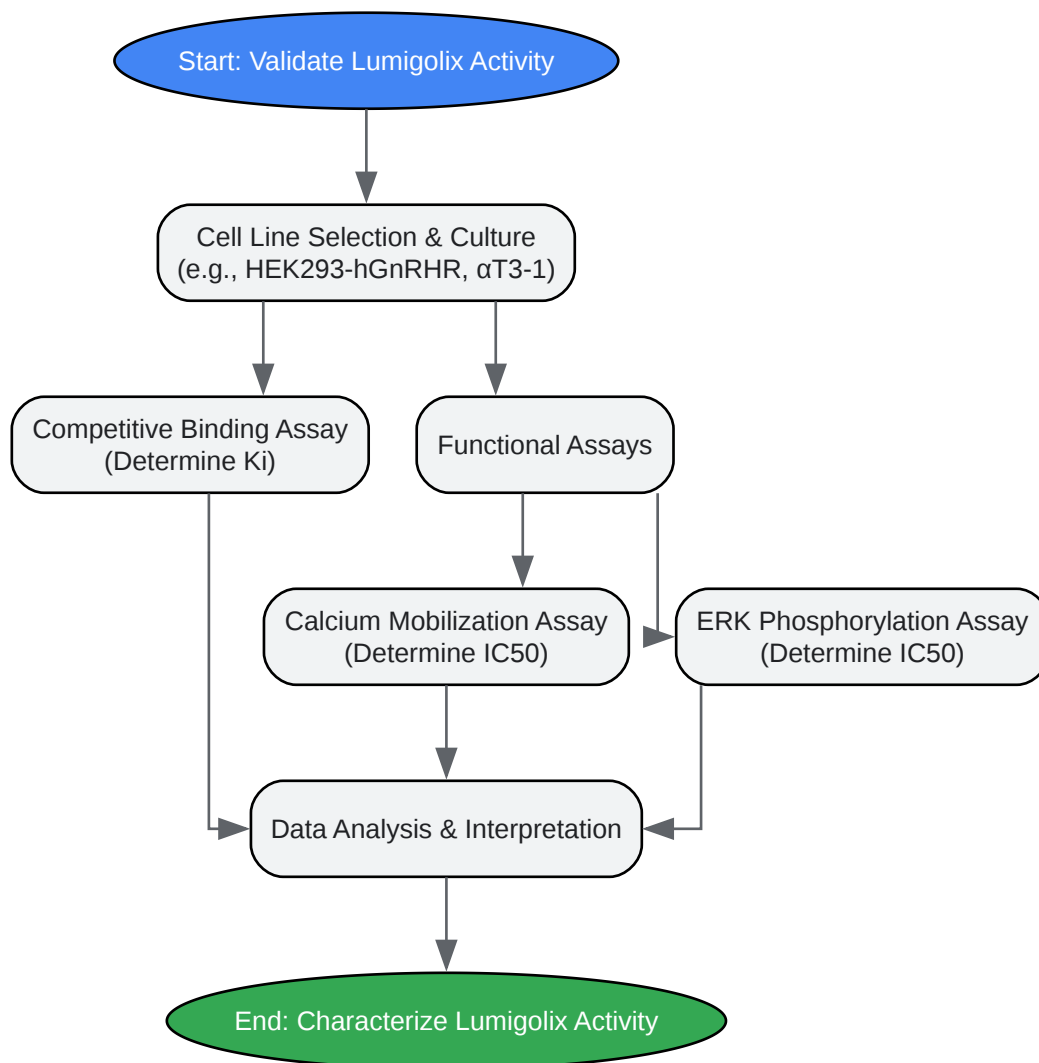 Start: Validate Lumigolix Activity
Cell Line Selection & Culture
(e.g., HEK293-hGnRHR, αT3-1)
Competitive Binding Assay
(Determine Ki)
Functional Assays
Calcium Mobilization Assay
(Determine IC50)
ERK Phosphorylation Assay
(Determine IC50)
Data Analysis & Interpretation
End: Characterize Lumigolix Activity